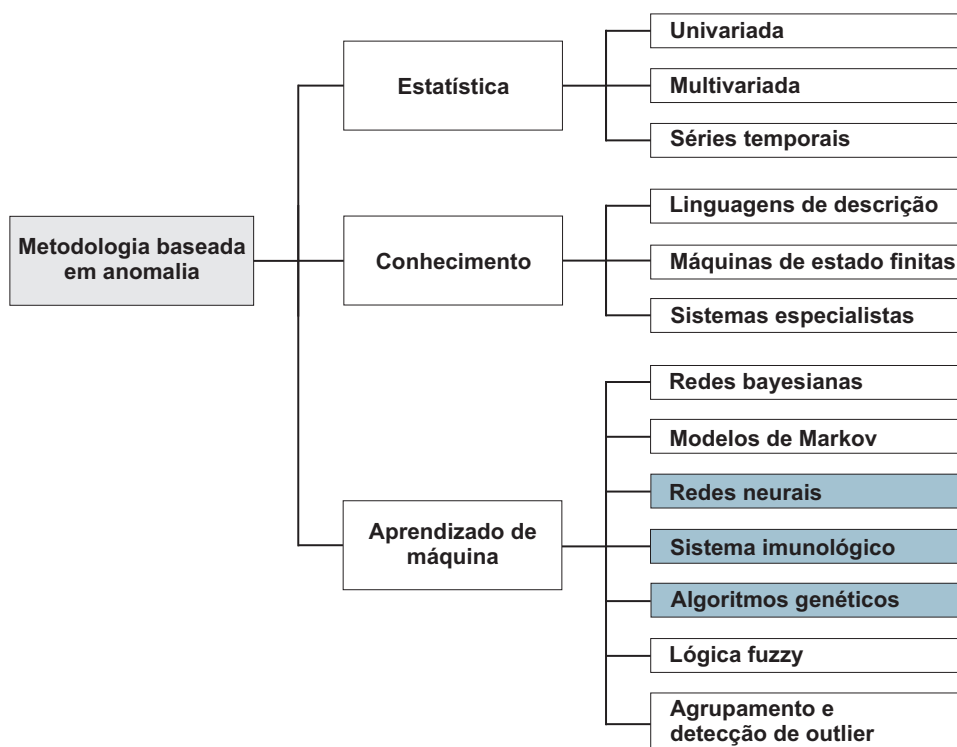 Metodologia baseada
em anomalia
Estatística
Univariada
Multivariada
Séries temporais
Conhecimento
Linguagens de descrição
Máquinas de estado finitas
Sistemas especialistas
Aprendizado de
máquina
Redes bayesianas
Modelos de Markov
Redes neurais
Sistema imunológico
Algoritmos genéticos
Lógica fuzzy
Agrupamento e
detecção de outlier